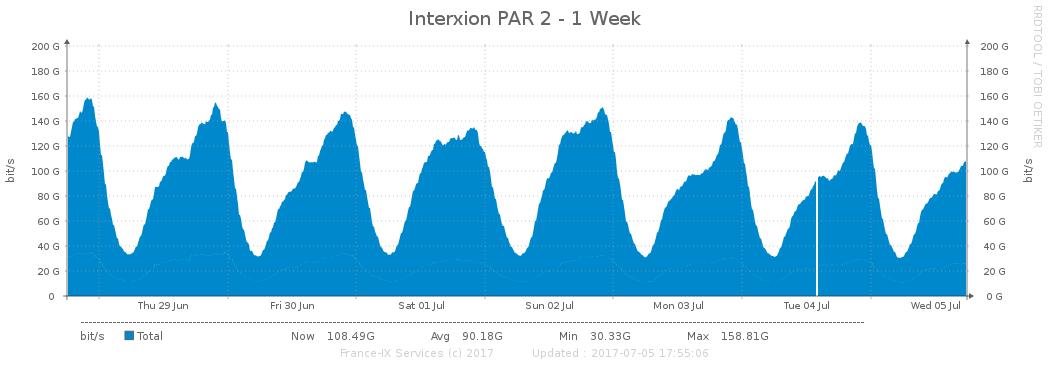 Interxion PAR 2 - 1 Week
RRDTOOL / TOBI OETIKER
200 G 200 G
180 G 180 G
160 G 160 G
140 G 140 G
120 G 120 G
100 G 100 G
80 G 80 G
60 G 60 G
40 G 40 G
20 G 20 G
0 0 G
bit/s
bit/s
Thu 29 Jun Fri 30 Jun Sat 01 Jul Sun 02 Jul Mon 03 Jul Tue 04 Jul Wed 05 Jul
bit/s Total Now 108.49G Avg 90.18G Min 30.33G Max 158.81G
France-IX Services (c) 2017 Updated : 2017-07-05 17:55:06